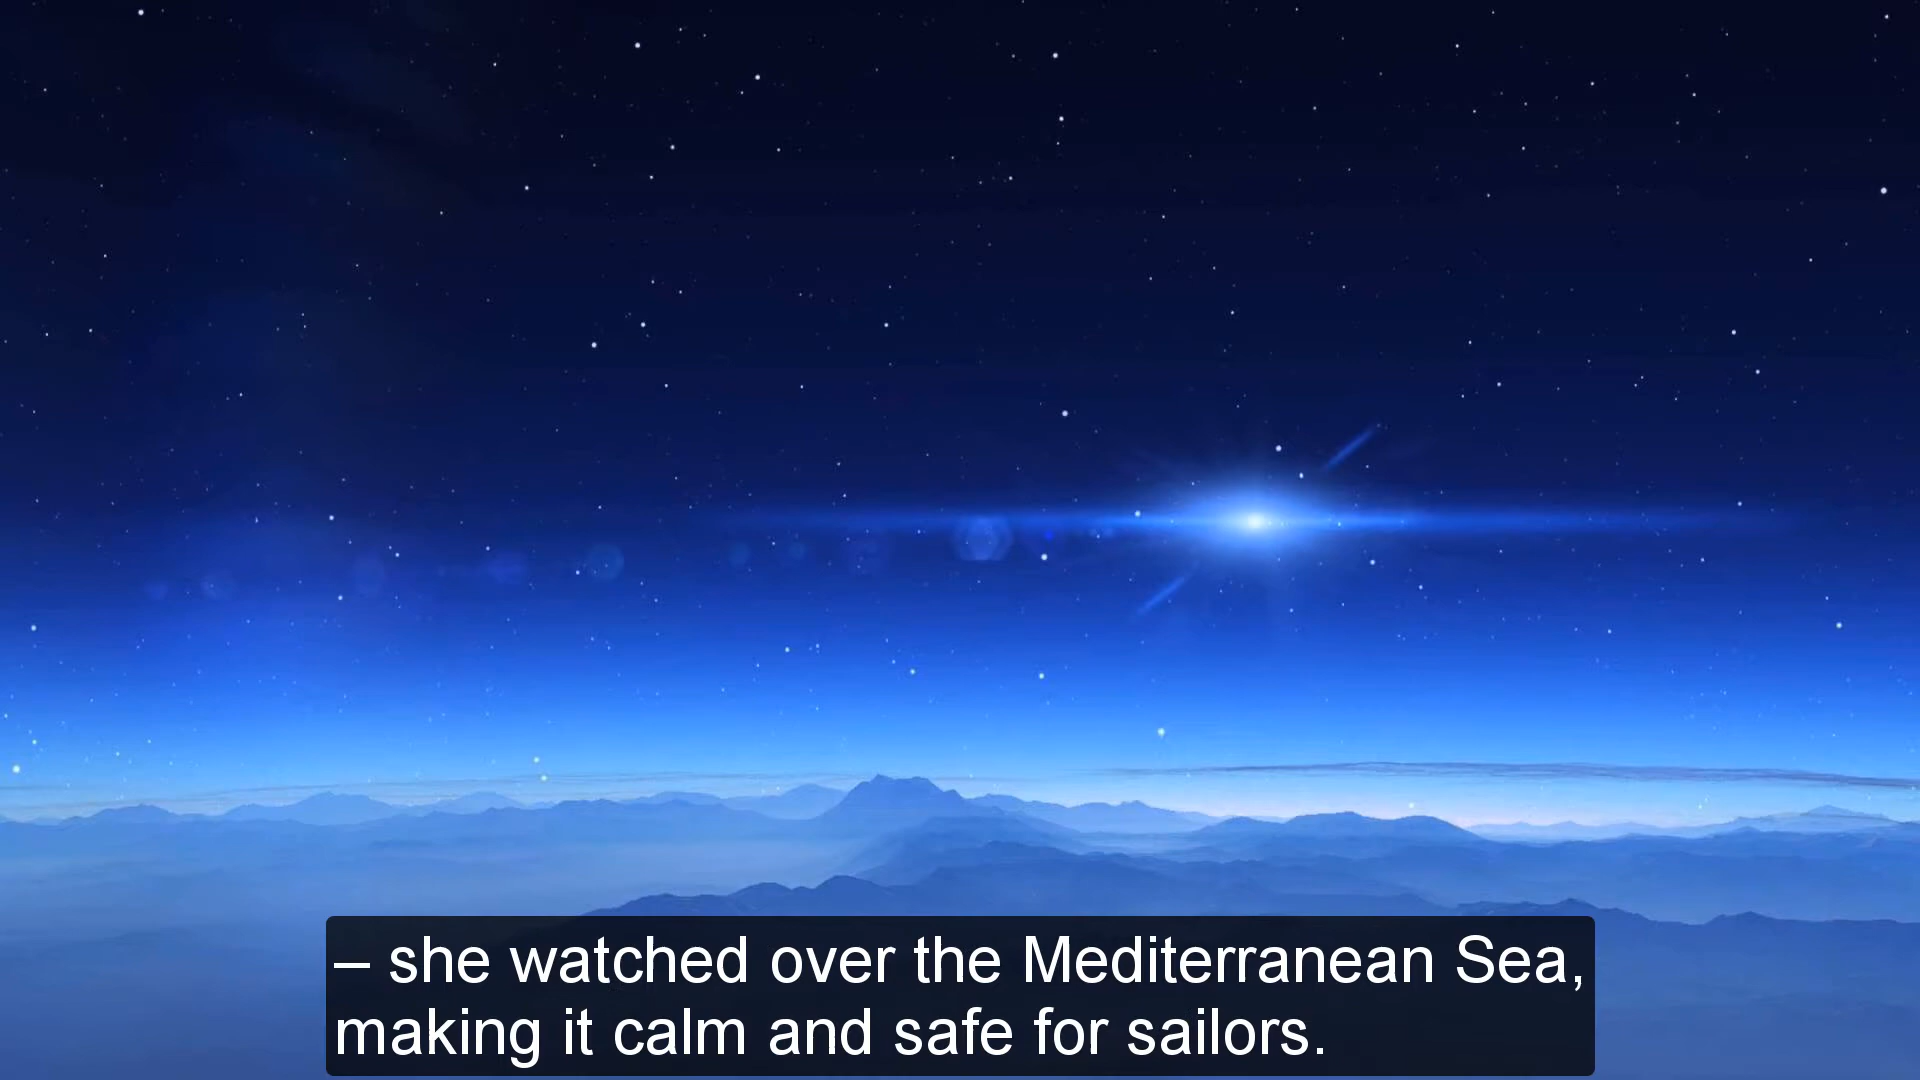 – she watched over the Mediterranean Sea,
making it calm and safe for sailors.